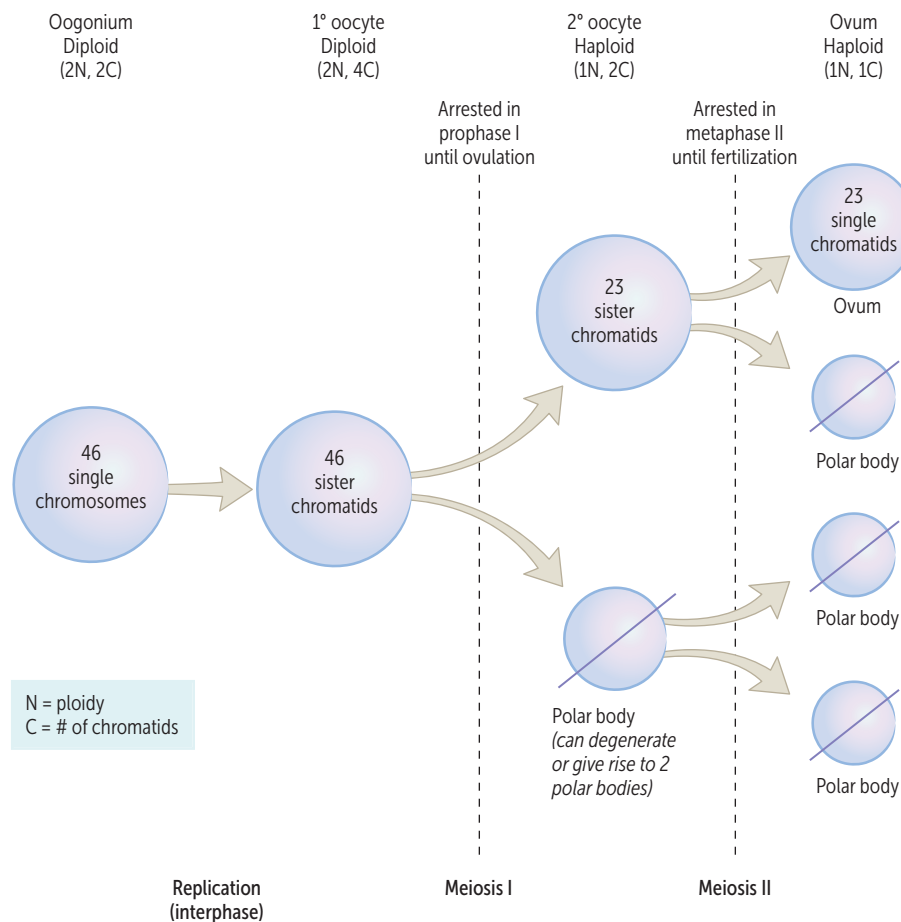 Oogonium
Diploid
(2N, 2C)
1° oocyte
Diploid
(2N, 4C)
2° oocyte
Haploid
(1N, 2C)
Ovum
Haploid
(1N, 1C)
Arrested in
prophase I
until ovulation
Arrested in
metaphase II
until fertilization
23
single
chromatids
Ovum
23
sister
chromatids
Polar body
46
single
chromosomes
46
sister
chromatids
Polar body
N = ploidy
C = # of chromatids
Polar body
(can degenerate
or give rise to 2
polar bodies)
Polar body
Replication
(interphase)
Meiosis I
Meiosis II